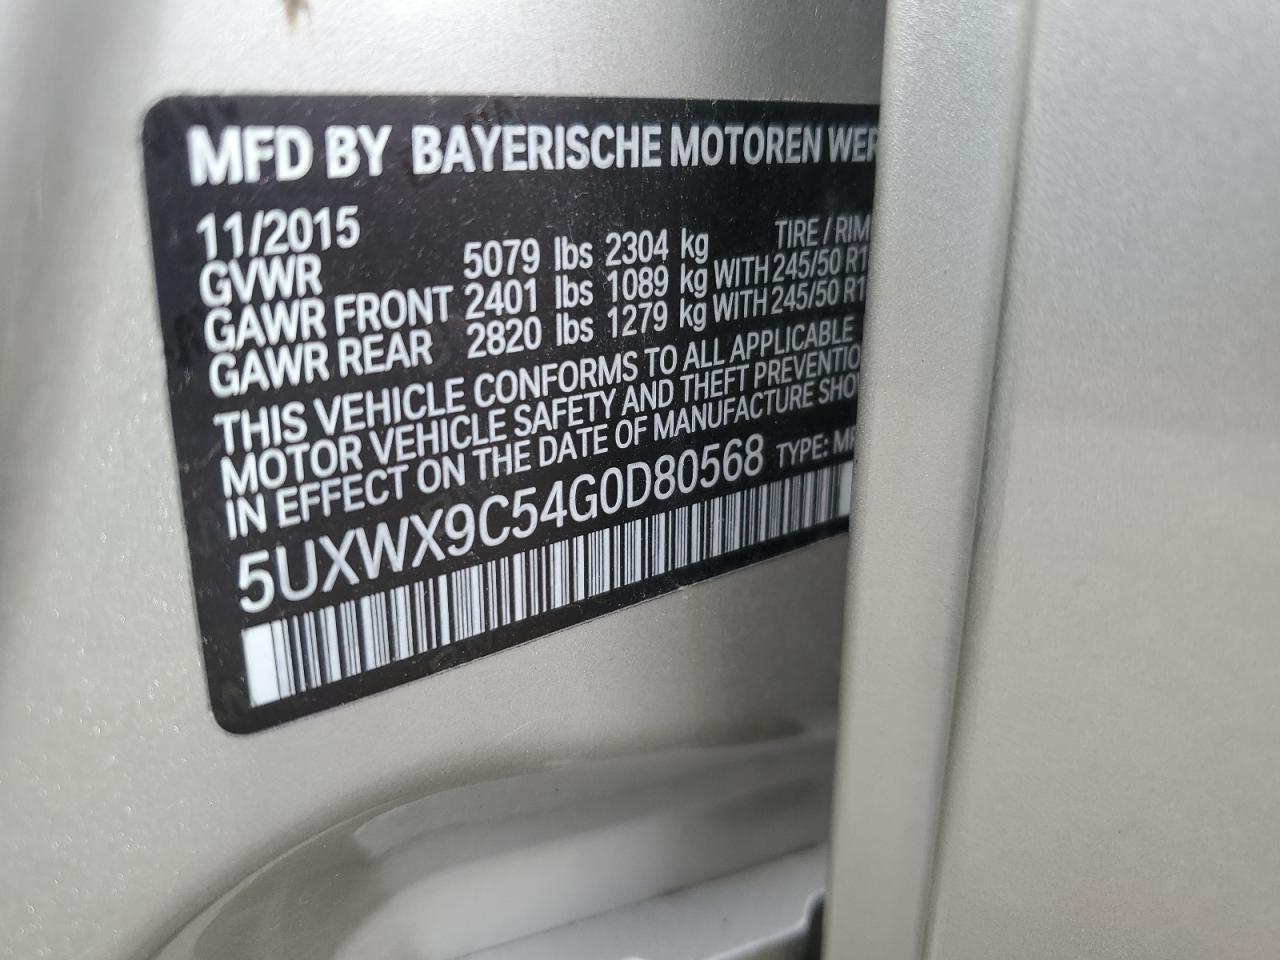 MFD BY BAYERISCHE MOTOREN WER
11/2015
GVWR 5079 lbs 2304 kg TIRE / RIM
GAWR FRONT 2401 lbs 1089 kg WITH 245/50 R1
GAWR REAR 2820 lbs 1279 kg WITH 245/50 R1
THIS VEHICLE CONFORMS TO ALL APPLICABLE
MOTOR VEHICLE SAFETY AND THEFT PREVENTIO
IN EFFECT ON THE DATE OF MANUFACTURE SHO
5UXWX9C54G0D80568 TYPE: